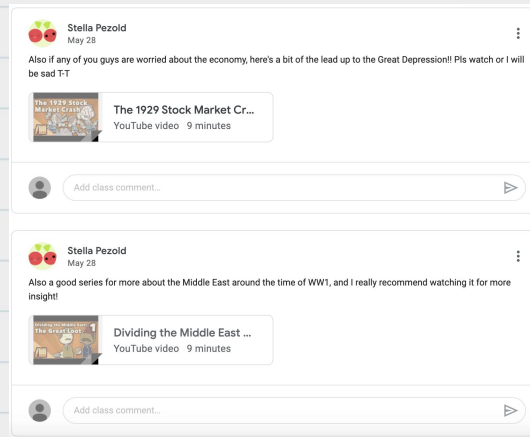 Stella Pezold
May 28
Also if any of you guys are worried about the economy, here's a bit of the lead up to the Great Depression!! Pls watch or I will
be sad T-T
The 1929 Stock
Market Crash
The 1929 Stock Market Cr...
YouTube video 9 minutes
Add class comment...
Stella Pezold
May 28
Also a good series for more about the Middle East around the time of WW1, and I really recommend watching it for more
insight!
Dividing the Middle East
The Great Loot 1
Dividing the Middle East ...
YouTube video 9 minutes
Add class comment...